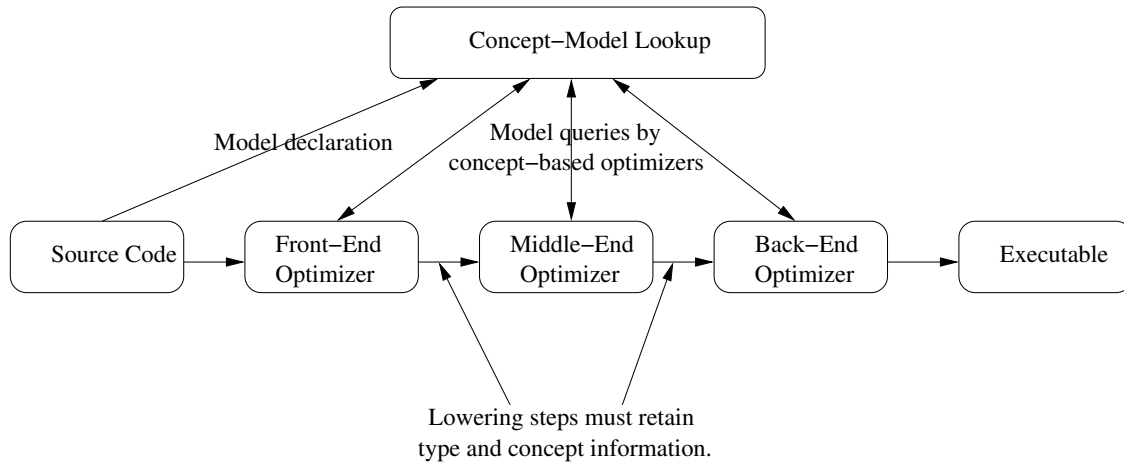 Concept−Model Lookup
Model declaration
Model queries by
concept−based optimizers
Source Code
Front−End
Optimizer
Middle−End
Optimizer
Back−End
Optimizer
Executable
Lowering steps must retain
type and concept information.